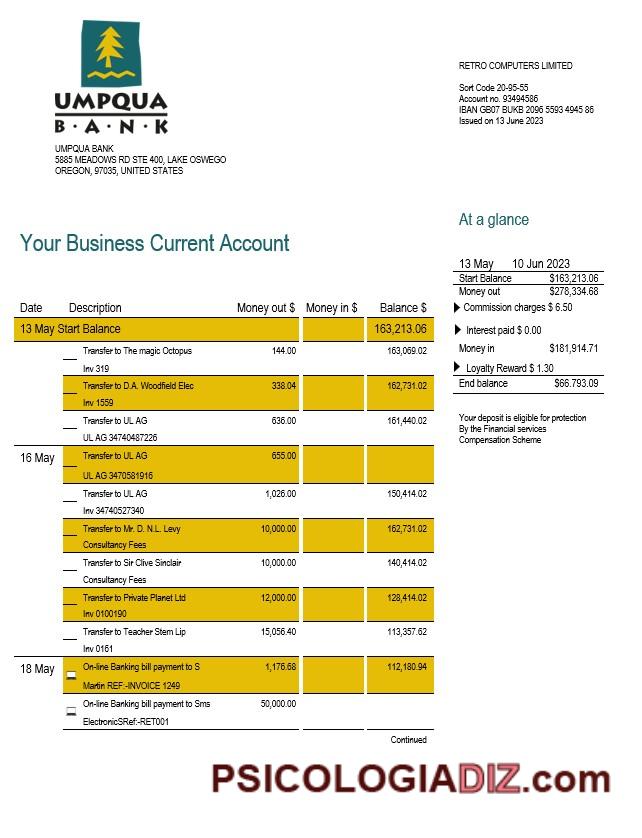 UMPQUA
B·A·N·K
UMPQUA BANK
5885 MEADOWS RD STE 400, LAKE OSWEGO
OREGON, 97035, UNITED STATES
RETRO COMPUTERS LIMITED
Sort Code 20-95-55
Account no. 93494586
IBAN GB07 BUKB 2096 5593 4945 86
Issued on 13 June 2023
At a glance
13 May 10 Jun 2023
Start Balance $163,213.06
Money out $278,334.68
Commission charges $ 6.50
Interest paid $ 0.00
Money in $181,914.71
Loyalty Reward $ 1.30
End balance $66.793.09
Your deposit is eligible for protection
By the Financial services
Compensation Scheme
Your Business Current Account
Date Description Money out $ Money in $ Balance $
13 May Start Balance 163,213.06
Transfer to The magic Octopus 144.00 163,069.02
Inv 319
Transfer to D.A. Woodfield Elec 338.04 162,731.02
Inv 1559
Transfer to UL AG 636.00 161,440.02
UL AG 34740487226
16 May Transfer to UL AG 655.00
UL AG 3470581916
Transfer to UL AG 1,026.00 150,414.02
Inv 34740527340
Transfer to Mr. D. N.L. Levy 10,000.00 162,731.02
Consultancy Fees
Transfer to Sir Clive Sinclair 10,000.00 140,414.02
Consultancy Fees
Transfer to Private Planet Ltd 12,000.00 128,414.02
Inv 0100190
Transfer to Teacher Stem Lip 15,056.40 113,357.62
Inv 0161
18 May On-line Banking bill payment to S 1,176.68 112,180.94
Martin REF:-INVOICE 1249
On-line Banking bill payment to Sms 50,000.00
ElectronicSRef:-RET001
Continued
PSICOLOGIADIZ.com